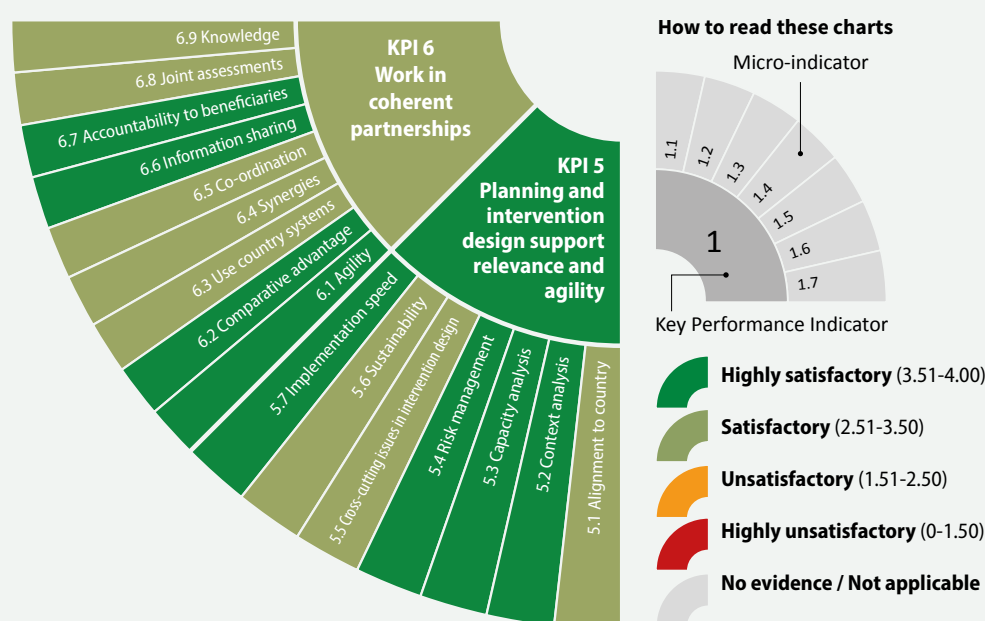 6.9 Knowledge
6.8 Joint assessments
6.7 Accountability to beneficiaries
6.6 Information sharing
6.5 Co-ordination
6.4 Synergies
6.3 Use country systems
6.2 Comparative advantage
6.1 Agility
KPI 6
Work in
coherent
partnerships
5.7 Implementation speed
5.6 Sustainability
5.5 Cross-cutting issues in intervention design
5.4 Risk management
5.3 Capacity analysis
5.2 Context analysis
5.1 Alignment to country
KPI 5
Planning and
intervention
design support
relevance and
agility
How to read these charts
Micro-indicator
1.1
1.2
1.3
1.4
1.5
1.6
1.7
1
Key Performance Indicator
Highly satisfactory (3.51-4.00)
Satisfactory (2.51-3.50)
Unsatisfactory (1.51-2.50)
Highly unsatisfactory (0-1.50)
No evidence / Not applicable